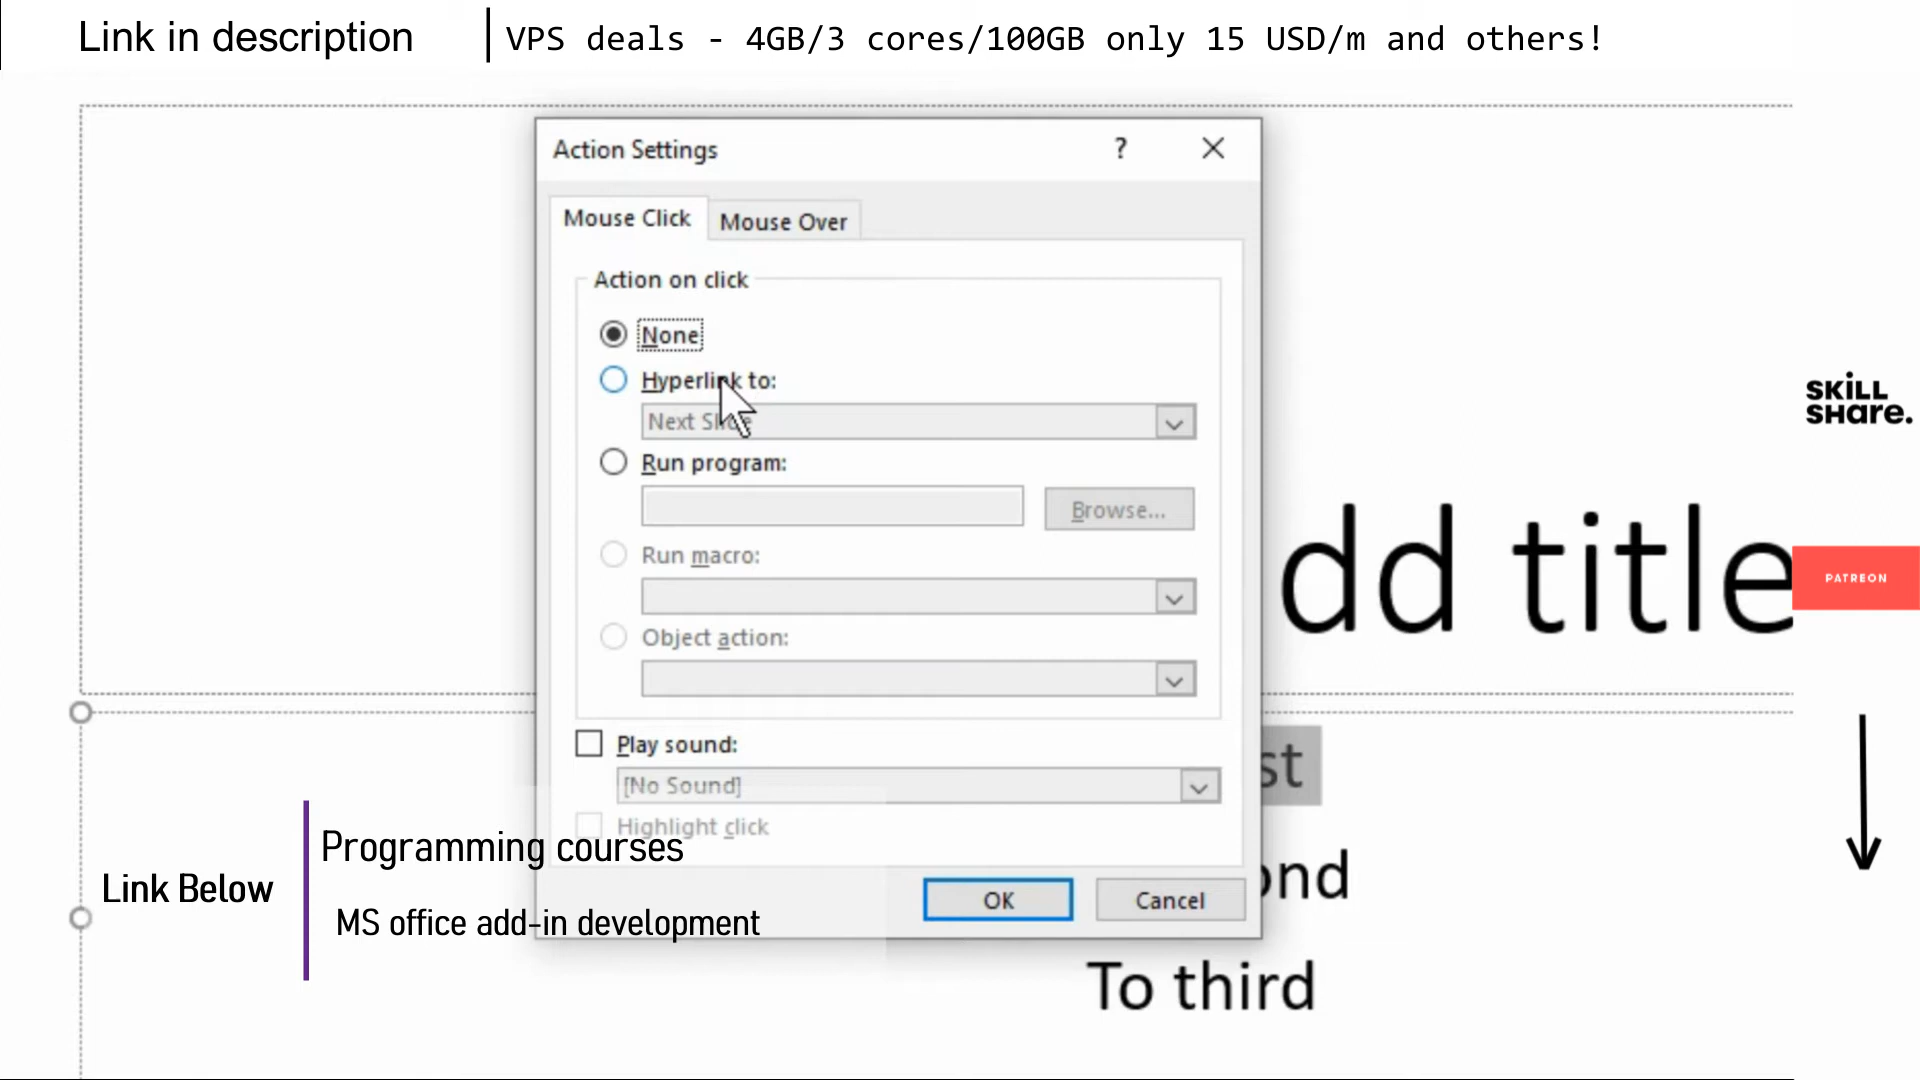 Link in description
VPS deals - 4GB/3 cores/100GB only 15 USD/m and others!
Action Settings
?
Mouse Click
Mouse Over
Action on click
None
Hyperlink to:
Next
Run program:
Browse...
Run macro:
Object action:
Play sound:
[No Sound]
Highlight click
OK
Cancel
dd title
st
ond
To third
SKILL
SHARE.
PATREON
Link Below
Programming courses
MS office add-in development